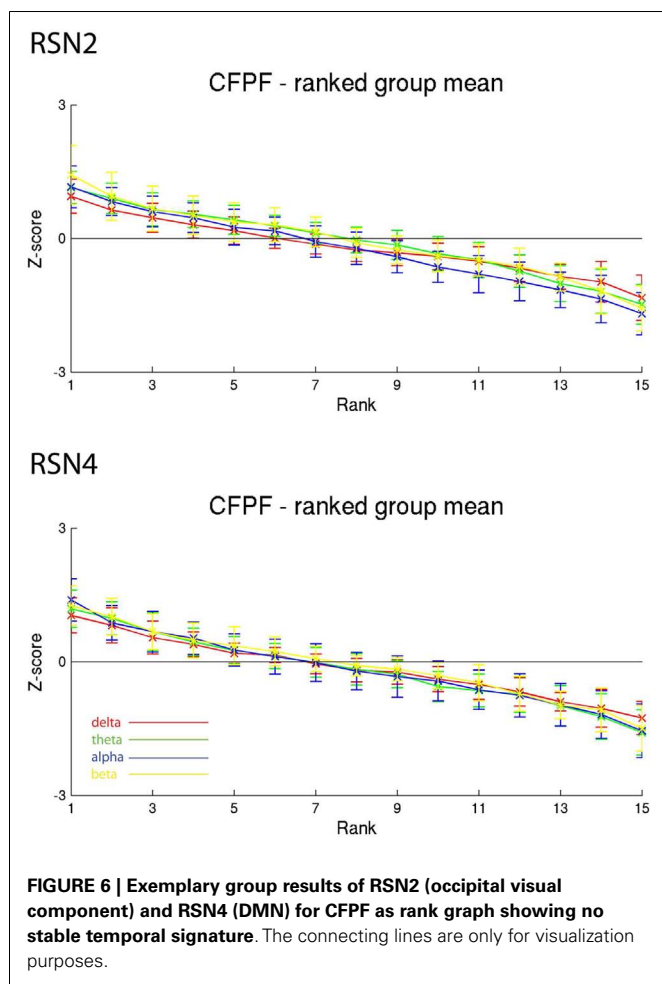 RSN2
CFPF - ranked group mean
3
0
-3
Z-score
1 3 5 7 9 11 13 15
Rank
RSN4
CFPF - ranked group mean
3
0
-3
Z-score
delta
theta
alpha
beta
1 3 5 7 9 11 13 15
Rank
FIGURE 6 | Exemplary group results of RSN2 (occipital visual
component) and RSN4 (DMN) for CFPF as rank graph showing no
stable temporal signature. The connecting lines are only for visualization
purposes.